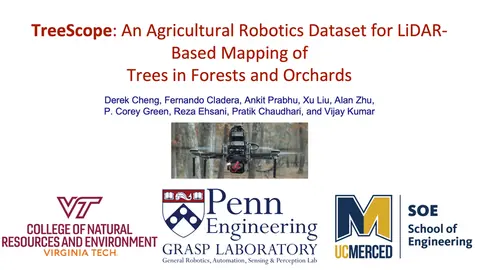 TreeScope: An Agricultural Robotics Dataset for LiDAR-
Based Mapping of
Trees in Forests and Orchards
Derek Cheng, Fernando Cladera, Ankit Prabhu, Xu Liu, Alan Zhu,
P. Corey Green, Reza Ehsani, Pratik Chaudhari, and Vijay Kumar
VT
COLLEGE OF NATURAL
RESOURCES AND ENVIRONMENT
VIRGINIA TECH.
Penn
Engineering
GRASP LABORATORY
General Robotics, Automation, Sensing & Perception Lab
M
UCMERCED
SOE
School of
Engineering